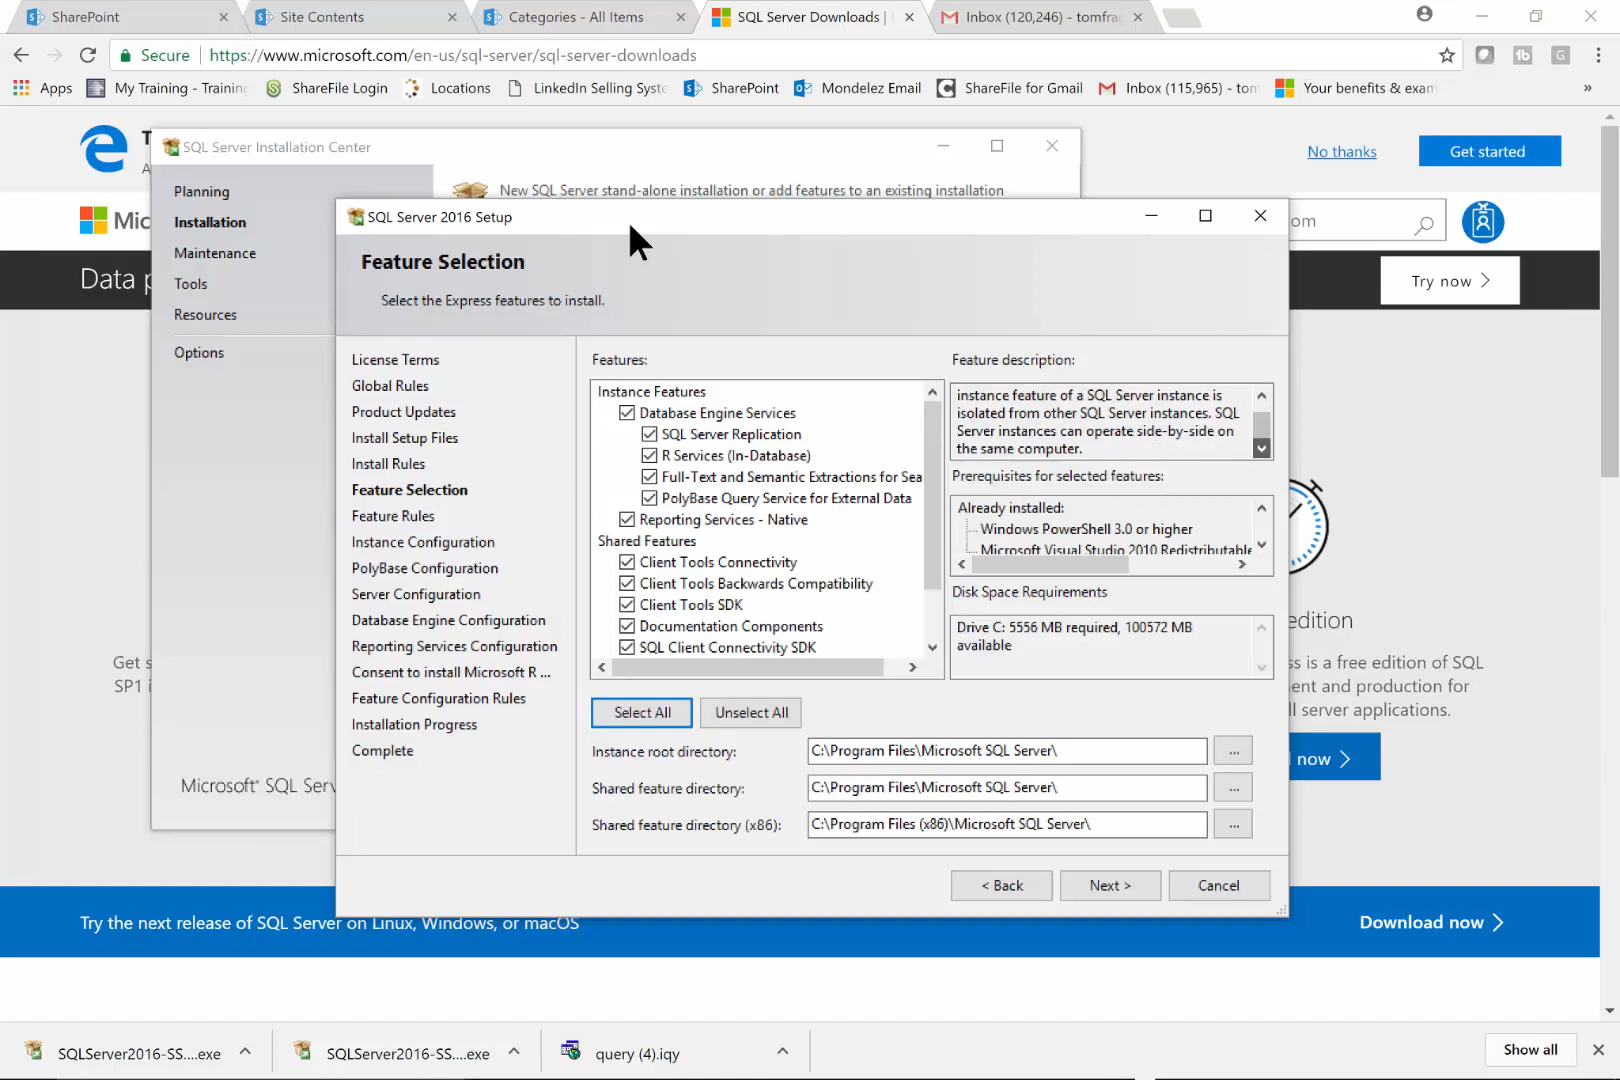 SharePoint
Site Contents
Categories - All Items
SQL Server Downloads |
Inbox (120,246) - tomfra
Secure
https://www.microsoft.com/en-us/sql-server/sql-server-downloads
Apps
My Training - Training
ShareFile Login
Locations
LinkedIn Selling Syste
SharePoint
Mondelez Email
ShareFile for Gmail
Inbox (115,965) - tom
Your benefits & exam
»
No thanks
Get started
SQL Server Installation Center
Planning
Installation
Maintenance
Tools
Resources
Options
New SQL Server stand-alone installation or add features to an existing installation
Mic
om
Data p
Try now
SQL Server 2016 Setup
Feature Selection
Select the Express features to install.
License Terms
Global Rules
Product Updates
Install Setup Files
Install Rules
Feature Selection
Feature Rules
Instance Configuration
PolyBase Configuration
Server Configuration
Database Engine Configuration
Reporting Services Configuration
Consent to install Microsoft R ...
Feature Configuration Rules
Installation Progress
Complete
Features:
Instance Features
Database Engine Services
SQL Server Replication
R Services (In-Database)
Full-Text and Semantic Extractions for Sea
PolyBase Query Service for External Data
Reporting Services - Native
Shared Features
Client Tools Connectivity
Client Tools Backwards Compatibility
Client Tools SDK
Documentation Components
SQL Client Connectivity SDK
Feature description:
instance feature of a SQL Server instance is
isolated from other SQL Server instances. SQL
Server instances can operate side-by-side on
the same computer.
Prerequisites for selected features:
Already installed:
Windows PowerShell 3.0 or higher
Microsoft Visual Studio 2010 Redistributable
Disk Space Requirements
Drive C: 5556 MB required, 100572 MB
available
Select All
Unselect All
Instance root directory:
C:\Program Files\Microsoft SQL Server\
...
Shared feature directory:
C:\Program Files\Microsoft SQL Server\
...
Shared feature directory (x86):
C:\Program Files (x86)\Microsoft SQL Server\
...
< Back
Next >
Cancel
Get s
SP1 i
Microsoft® SQL Serv
edition
ss is a free edition of SQL
ent and production for
ll server applications.
now
Try the next release of SQL Server on Linux, Windows, or macOS
Download now
SQLServer2016-SS....exe
SQLServer2016-SS....exe
query (4).iqy
Show all